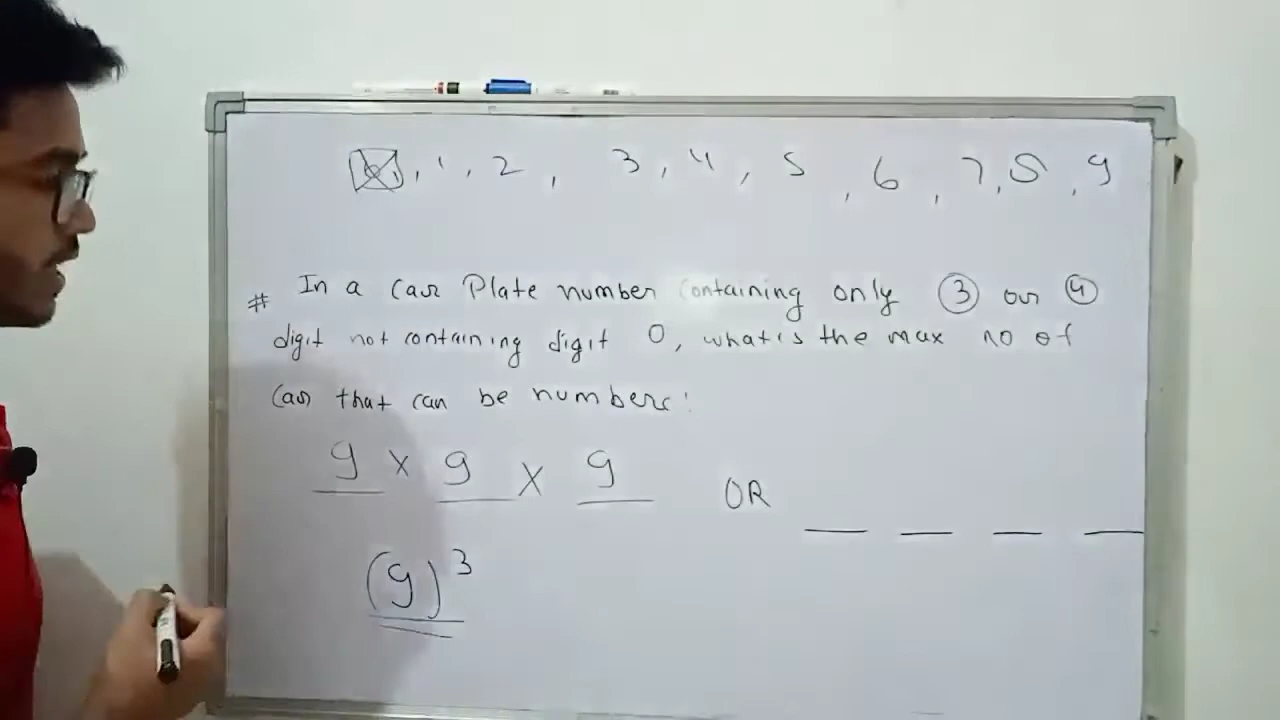 0, 1, 2, 3, 4, 5, 6, 7, 8, 9
# In a car Plate number containing only 3 or 4
digit not containing digit 0, what is the max no of
Car that can be numbers:
9 x 9 x 9 OR
(9)^3